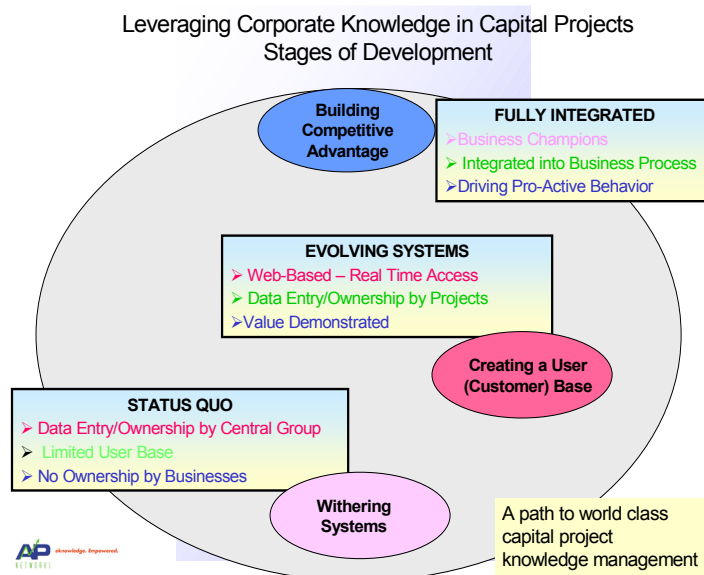 Leveraging Corporate Knowledge in Capital Projects
Stages of Development
Building
Competitive
Advantage
FULLY INTEGRATED
➢Business Champions
➢ Integrated into Business Process
➢Driving Pro-Active Behavior
EVOLVING SYSTEMS
➢ Web-Based – Real Time Access
➢ Data Entry/Ownership by Projects
➢Value Demonstrated
Creating a User
(Customer) Base
STATUS QUO
➢ Data Entry/Ownership by Central Group
➢ Limited User Base
➢ No Ownership by Businesses
Withering
Systems
A path to world class
capital project
knowledge management
AP
NETWORKS
eknowledge. Empowered.